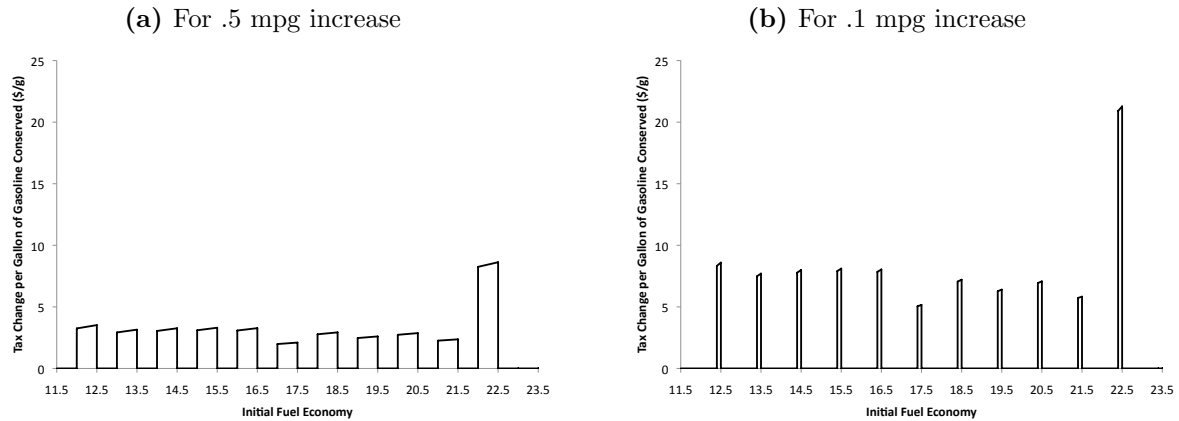 (a) For .5 mpg increase
Tax Change per Gallon of Gasoline Conserved ($/g)
25
20
15
10
5
0
11.5 12.5 13.5 14.5 15.5 16.5 17.5 18.5 19.5 20.5 21.5 22.5 23.5
Initial Fuel Economy
(b) For .1 mpg increase
Tax Change per Gallon of Gasoline Conserved ($/g)
25
20
15
10
5
0
11.5 12.5 13.5 14.5 15.5 16.5 17.5 18.5 19.5 20.5 21.5 22.5 23.5
Initial Fuel Economy